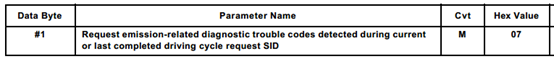 Data Byte Parameter Name Cvt Hex Value
#1 Request emission-related diagnostic trouble codes detected during current M 07
or last completed driving cycle request SID